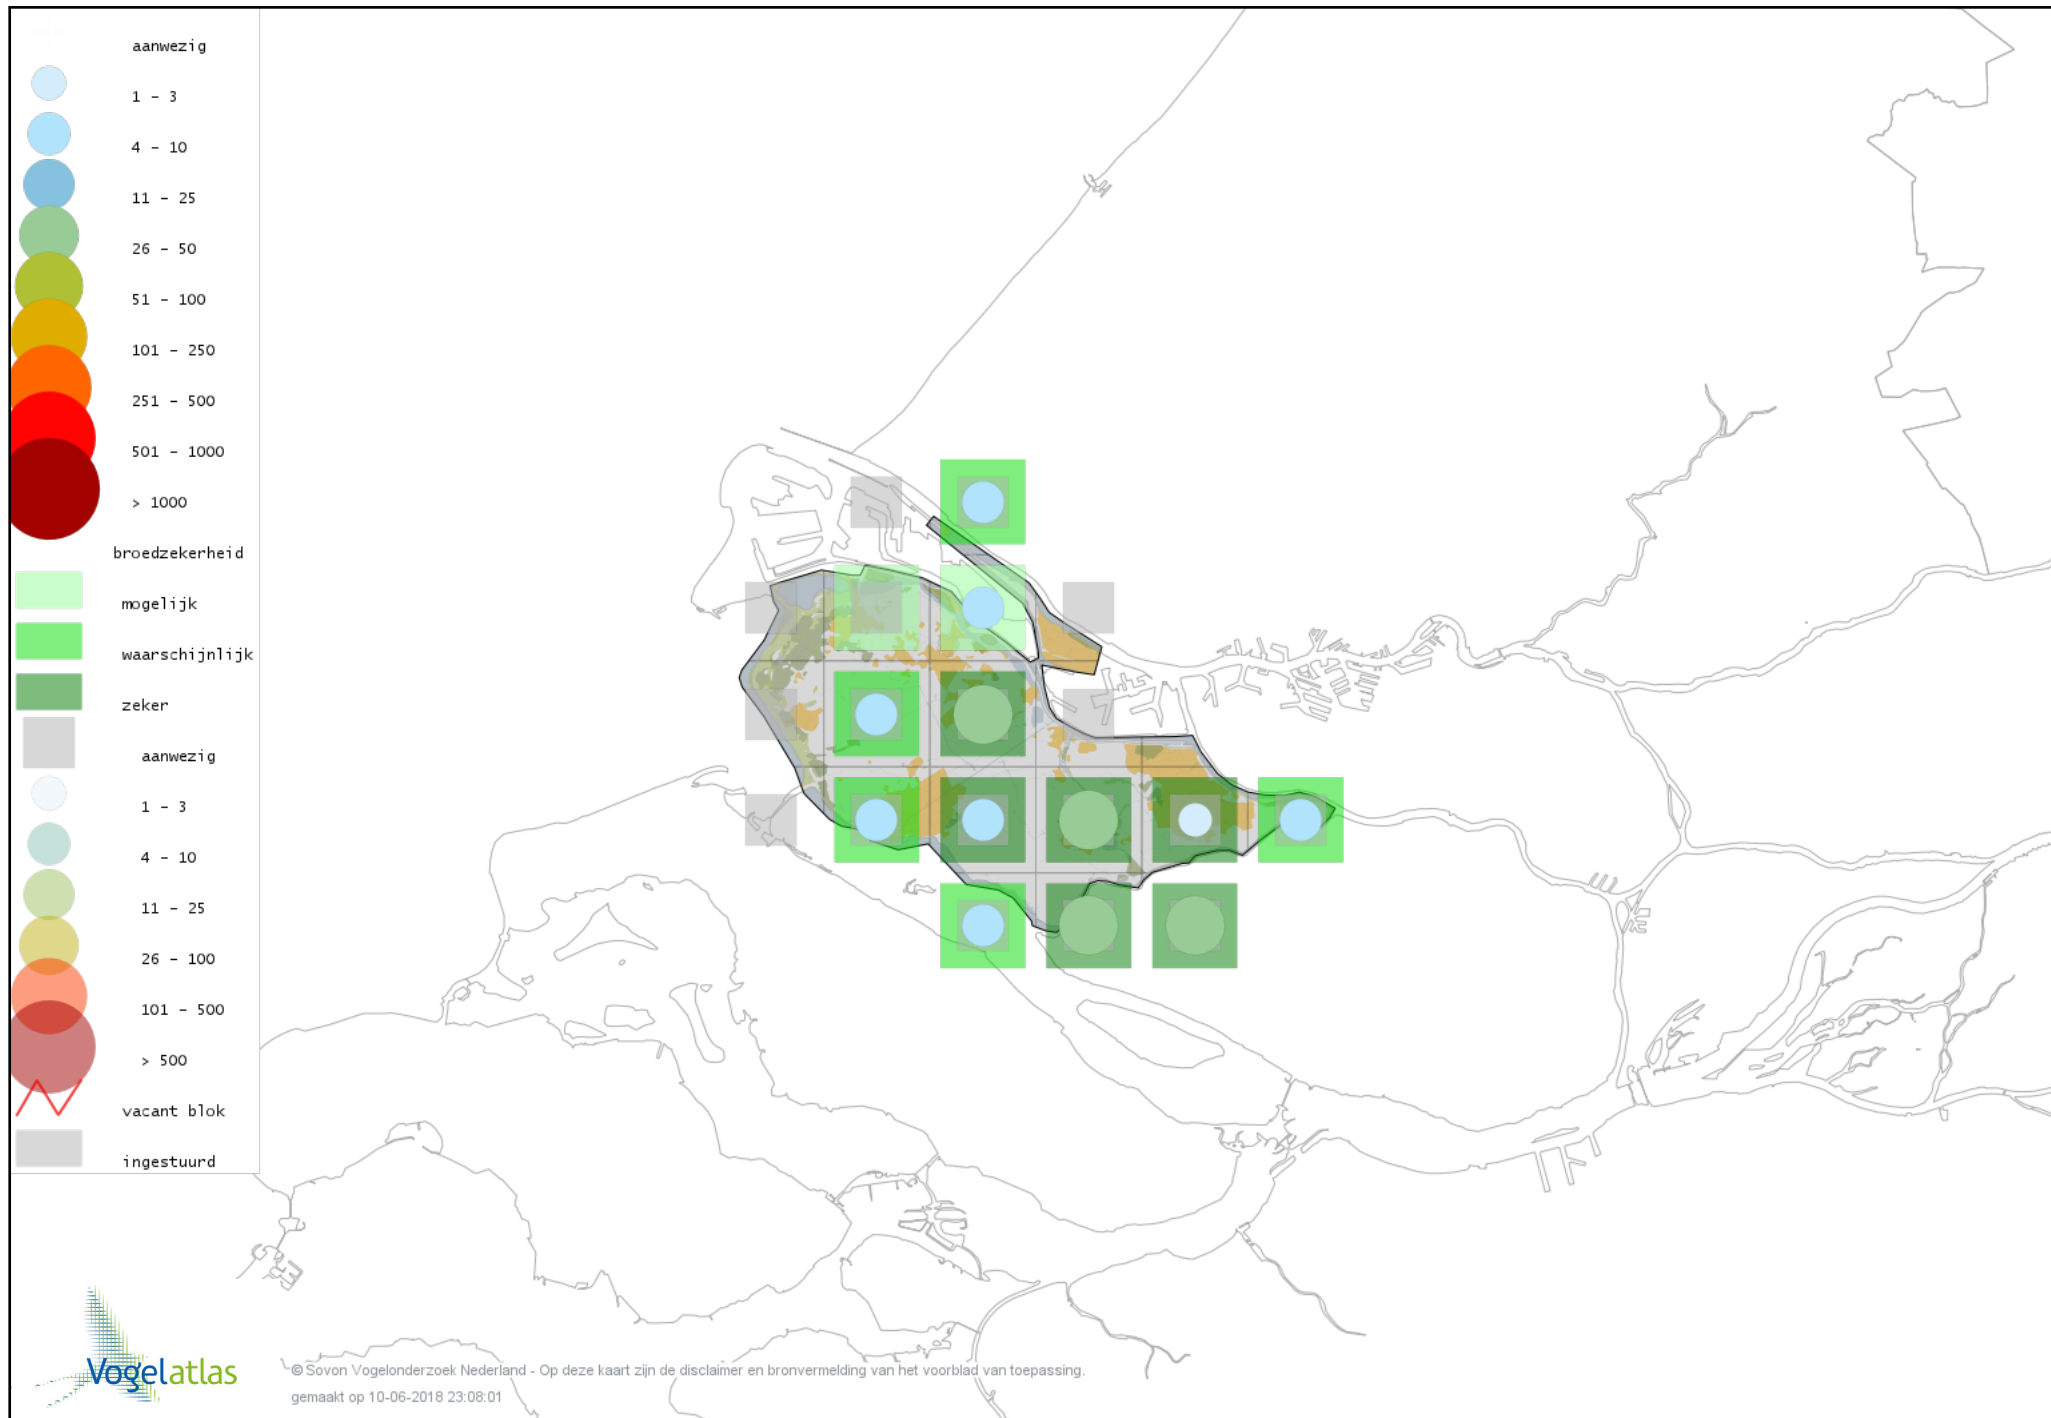 aanwezig
1 - 3
4 - 10
11 - 25
26 - 50
51 - 100
101 - 250
251 - 500
501 - 1000
> 1000
broedzekerheid
mogelijk
waarschijnlijk
zeker
aanwezig
1 - 3
4 - 10
11 - 25
26 - 100
101 - 500
> 500
vacant blok
ingestuurd
Vogelatlas
© Sovon Vogelonderzoek Nederland - Op deze kaart zijn de disclaimer en bronvermelding van het voorblad van toepassing.
gemaakt op 10-06-2018 23:08:01